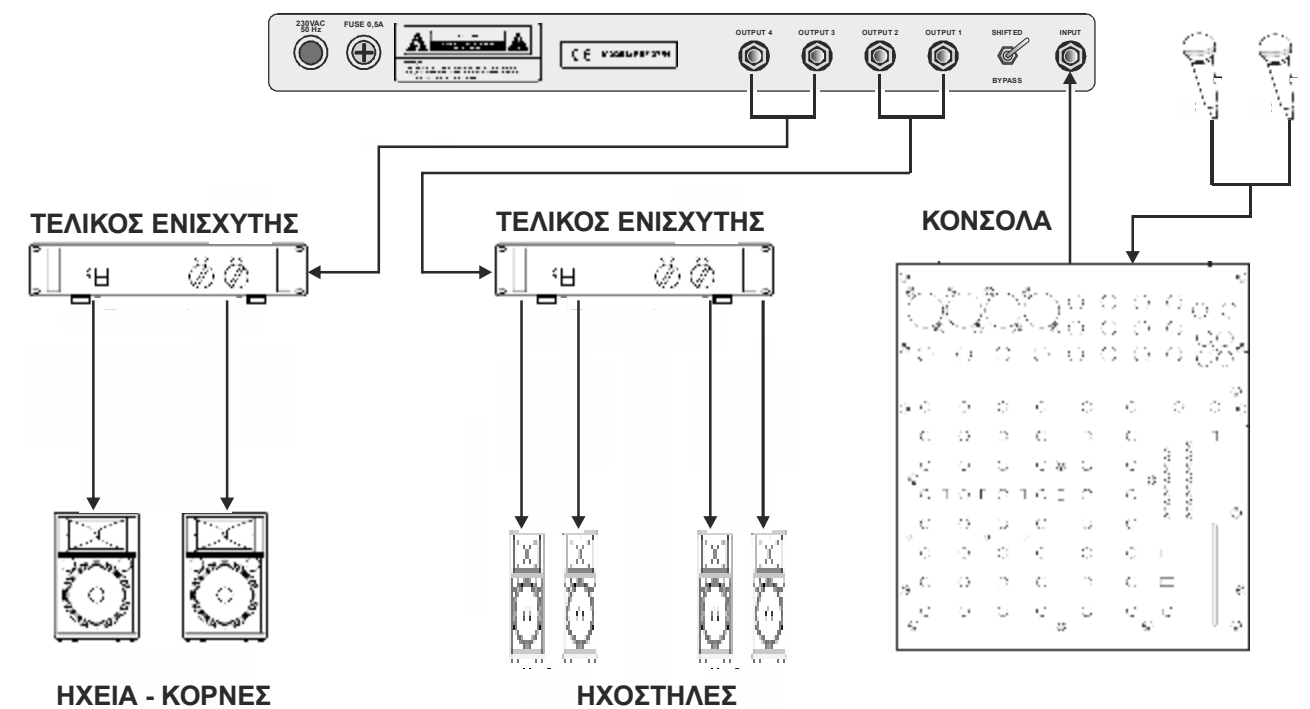 230VAC
50 Hz
FUSE 0,5A
OUTPUT 4
OUTPUT 3
OUTPUT 2
OUTPUT 1
SHIFTED
BYPASS
INPUT
CE
ΤΕΛΙΚΟΣ ΕΝΙΣΧΥΤΗΣ
ΤΕΛΙΚΟΣ ΕΝΙΣΧΥΤΗΣ
ΚΟΝΣΟΛΑ
ΗΧΕΙΑ - ΚΟΡΝΕΣ
ΗΧΟΣΤΗΛΕΣ